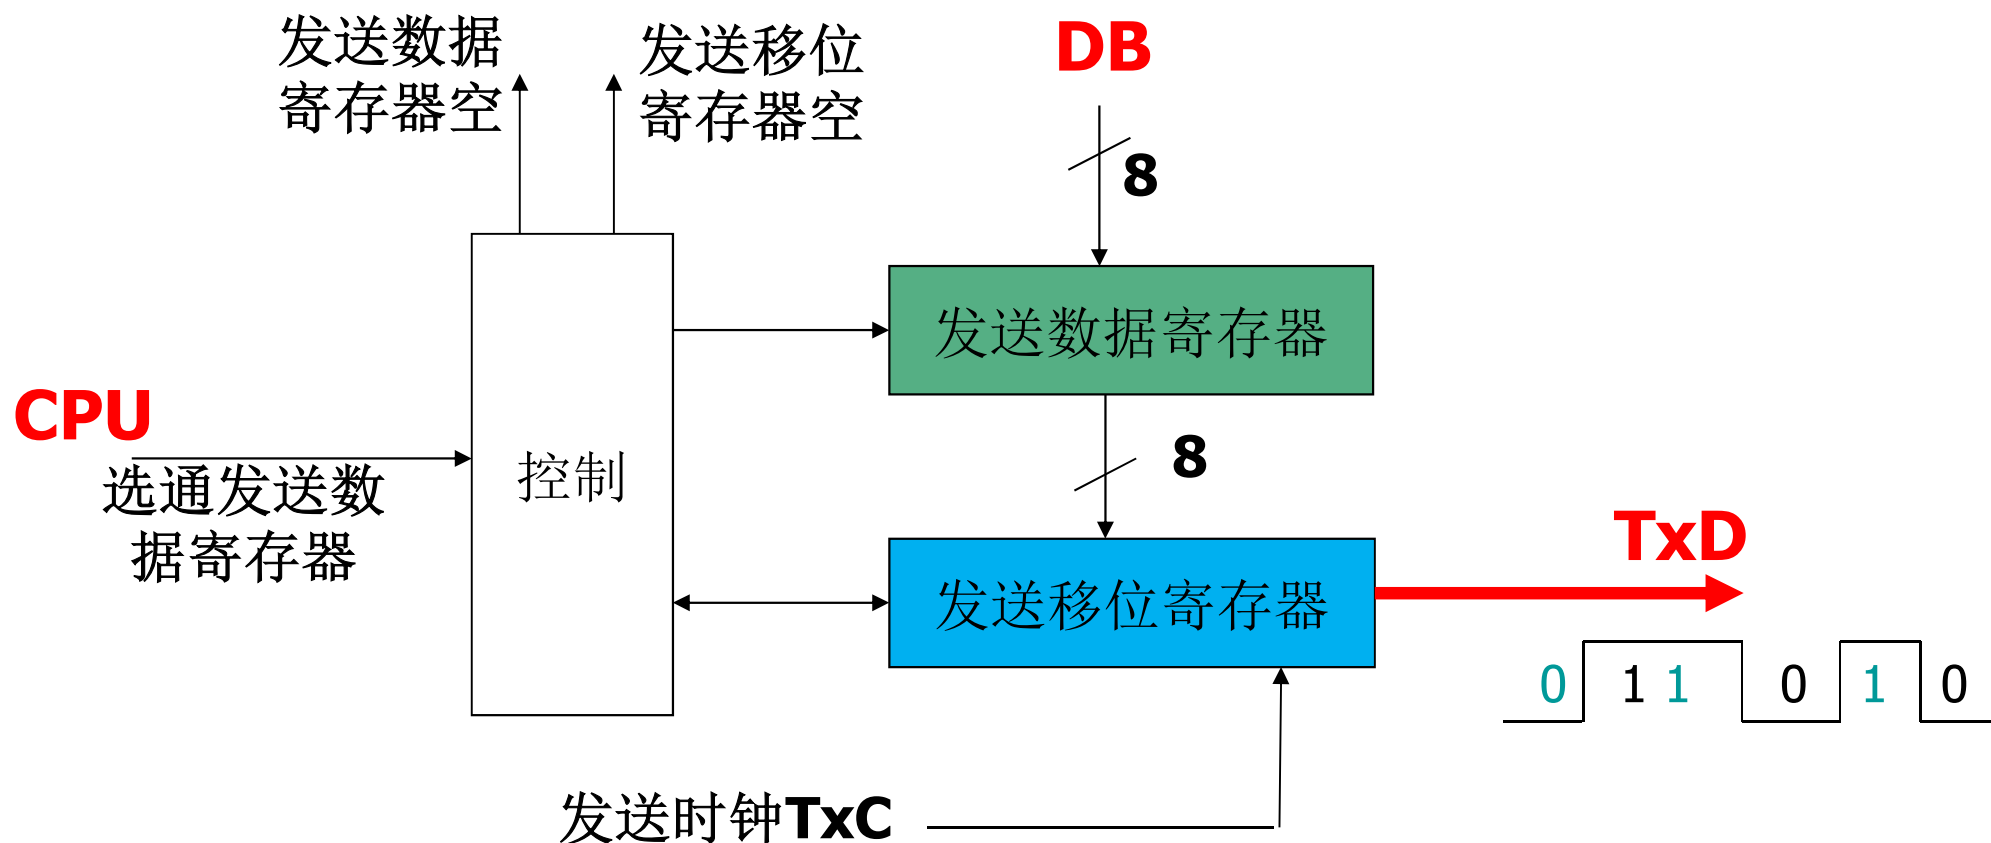 发送数据
寄存器空
发送移位
寄存器空
DB
8
发送数据寄存器
CPU
选通发送数
据寄存器
控制
8
发送移位寄存器
TxD
0 1 1 0 1 0
发送时钟TxC